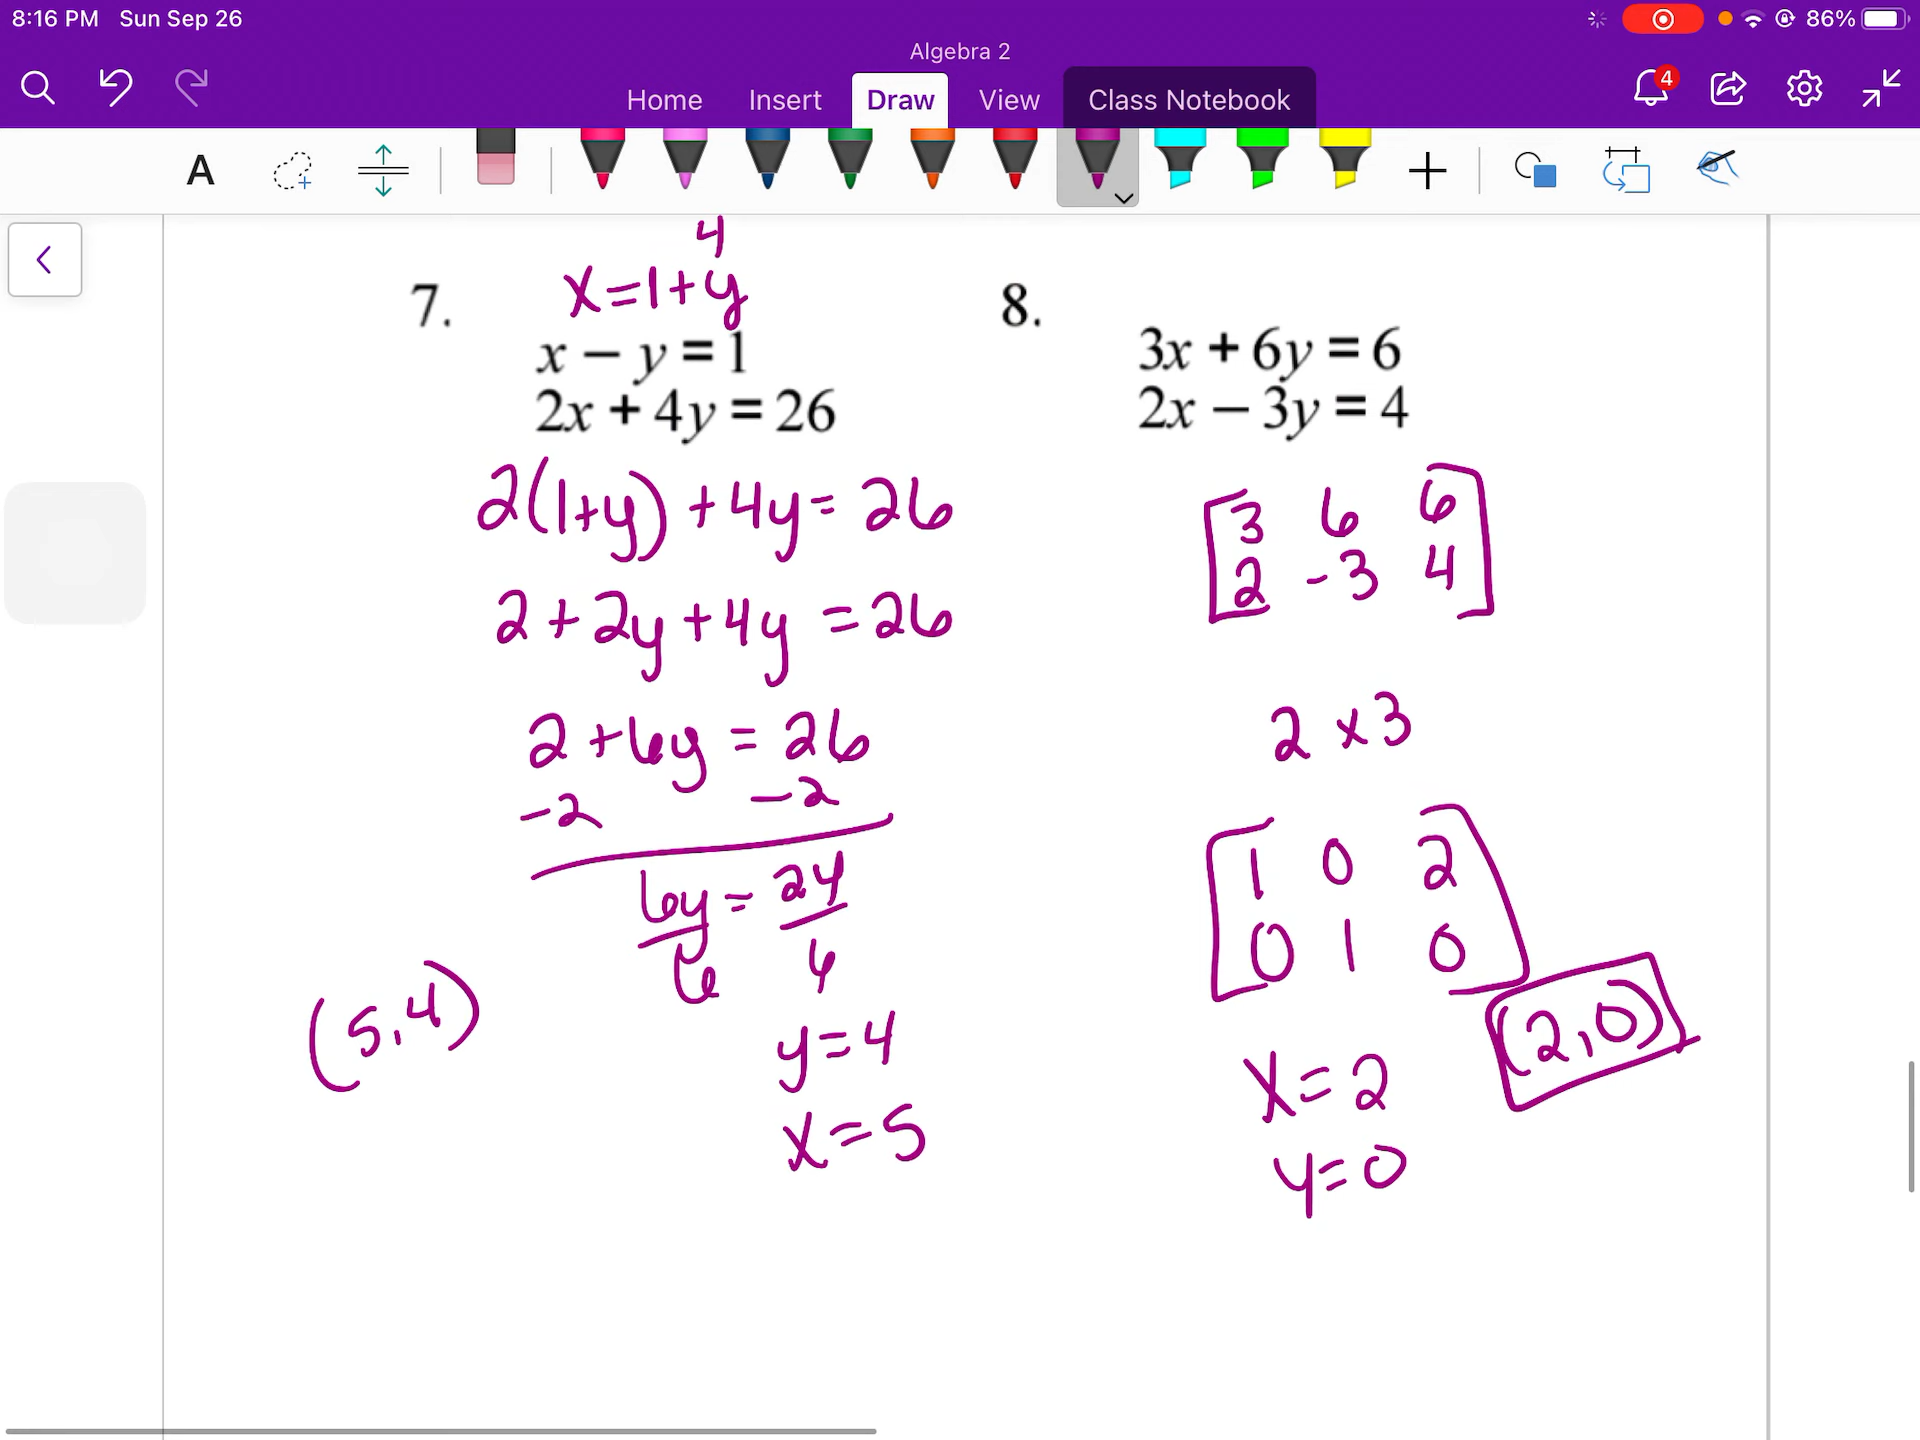 8:16 PM Sun Sep 26 86%
Algebra 2
Home Insert Draw View Class Notebook 4
A
4
x=1+y
7.
x − y = 1
2x + 4y = 26
2(1+y) +4y= 26
2 + 2y +4y = 26
2 +6y = 26
-2 -2
6y = 24
6 6
y=4
x=5
(5,4)
8.
3x + 6y = 6
2x − 3y = 4
3 6 6
2 -3 4
2 x 3
1 0 2
0 1 0
(2,0)
x=2
y=0